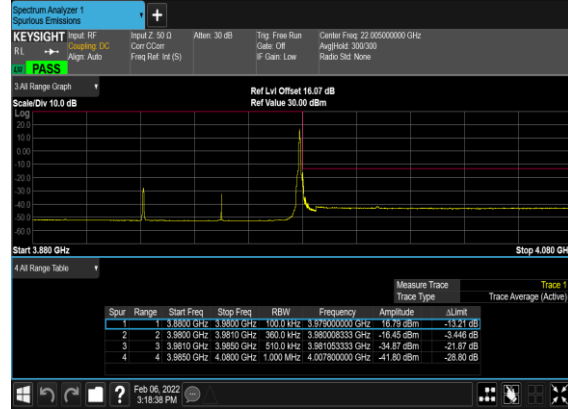 Spectrum Analyzer 1
Spurious Emissions
+
KEYSIGHT Input: RF Input Z: 50 Ω Atten: 30 dB Trig: Free Run Center Freq: 22.005000000 GHz
RL Coupling: DC Corr CCorr Gate: Off Avg|Hold: 300/300
Align: Auto Freq Ref: Int (S) IF Gain: Low Radio Std: None
PASS
3 All Range Graph
Ref Lvl Offset 16.07 dB
Scale/Div 10.0 dB Ref Value 30.00 dBm
Log
20.0
10.0
0.00
-10.0
-20.0
-30.0
-40.0
-50.0
-60.0
Start 3.880 GHz Stop 4.080 GH
4 All Range Table
Measure Trace Trace 1
Trace Type Trace Average (Active)
Spur Range Start Freq Stop Freq RBW Frequency Amplitude ΔLimit
1 1 3.8800 GHz 3.9800 GHz 100.0 kHz 3.979000000 GHz 16.79 dBm -13.21 dB
2 2 3.9800 GHz 3.9810 GHz 360.0 kHz 3.980008333 GHz -16.45 dBm -3.446 dB
3 3 3.9810 GHz 3.9850 GHz 510.0 kHz 3.981053333 GHz -34.87 dBm -21.87 dB
4 4 3.9850 GHz 4.0800 GHz 1.000 MHz 4.007800000 GHz -41.80 dBm -28.80 dB
? Feb 06, 2022
3:18:38 PM